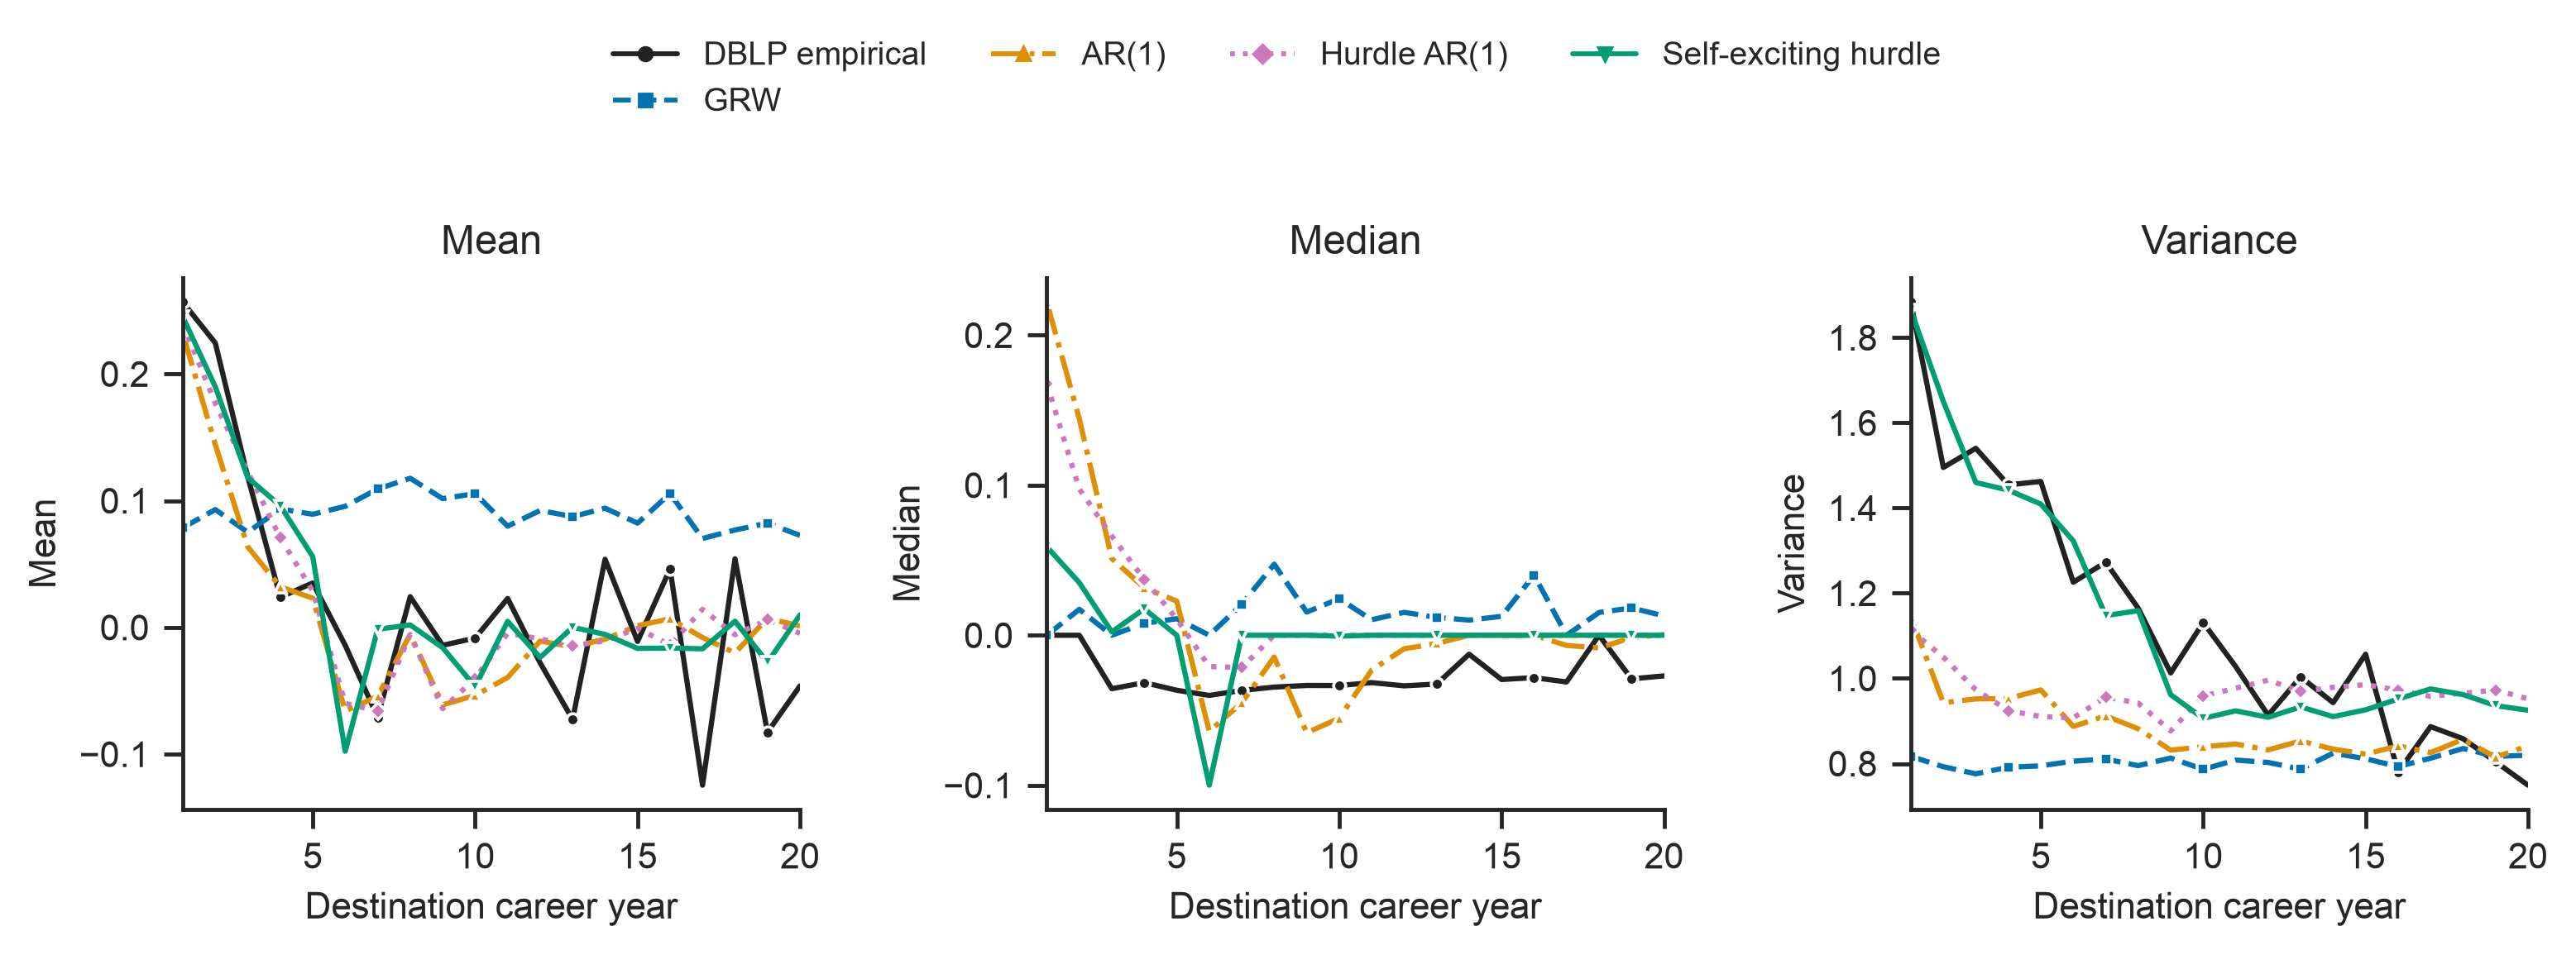 DBLP empirical AR(1) Hurdle AR(1) Self-exciting hurdle
GRW
Mean
Mean
0.2
0.1
0.0
−0.1
5 10 15 20
Destination career year
Median
Median
0.2
0.1
0.0
−0.1
5 10 15 20
Destination career year
Variance
Variance
1.8
1.6
1.4
1.2
1.0
0.8
5 10 15 20
Destination career year